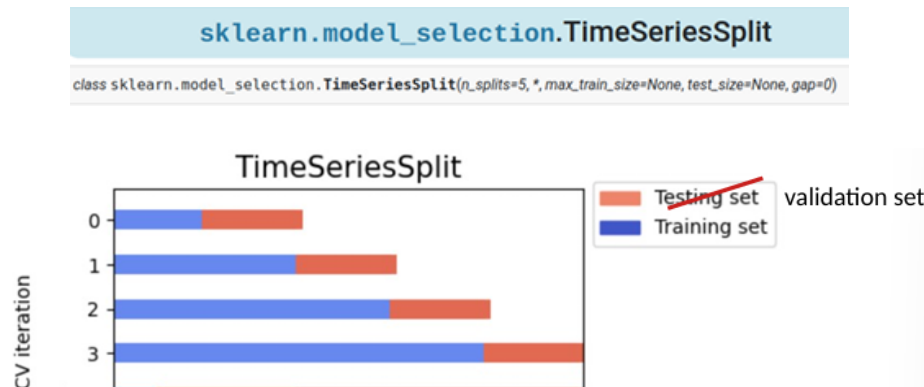 sklearn.model_selection.TimeSeriesSplit
class sklearn.model_selection.TimeSeriesSplit(n_splits=5, *, max_train_size=None, test_size=None, gap=0)
TimeSeriesSplit
Testing set validation set
Training set
0
1
2
3
CV iteration